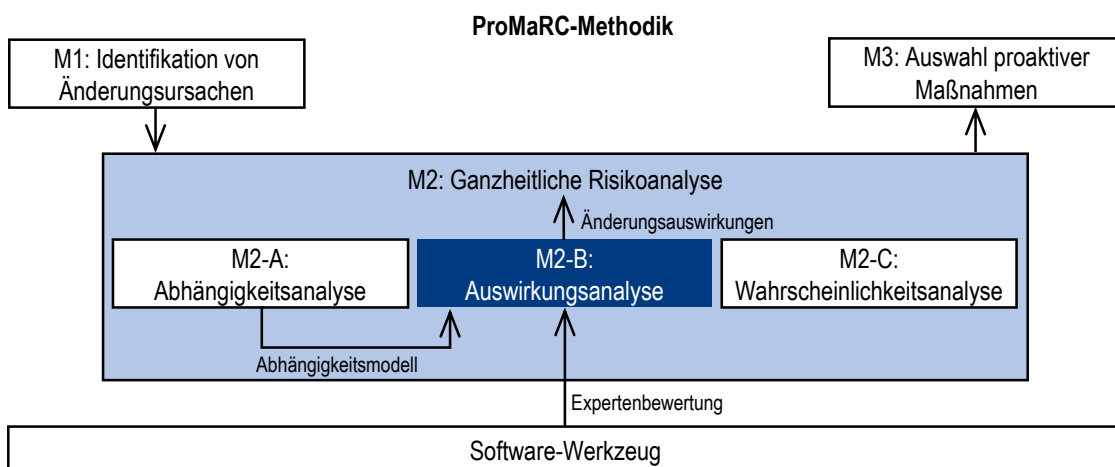 ProMaRC-Methodik
M1: Identifikation von
Änderungsursachen
M3: Auswahl proaktiver
Maßnahmen
M2: Ganzheitliche Risikoanalyse
Änderungsauswirkungen
M2-A:
Abhängigkeitsanalyse
M2-B:
Auswirkungsanalyse
M2-C:
Wahrscheinlichkeitsanalyse
Abhängigkeitsmodell
Expertenbewertung
Software-Werkzeug